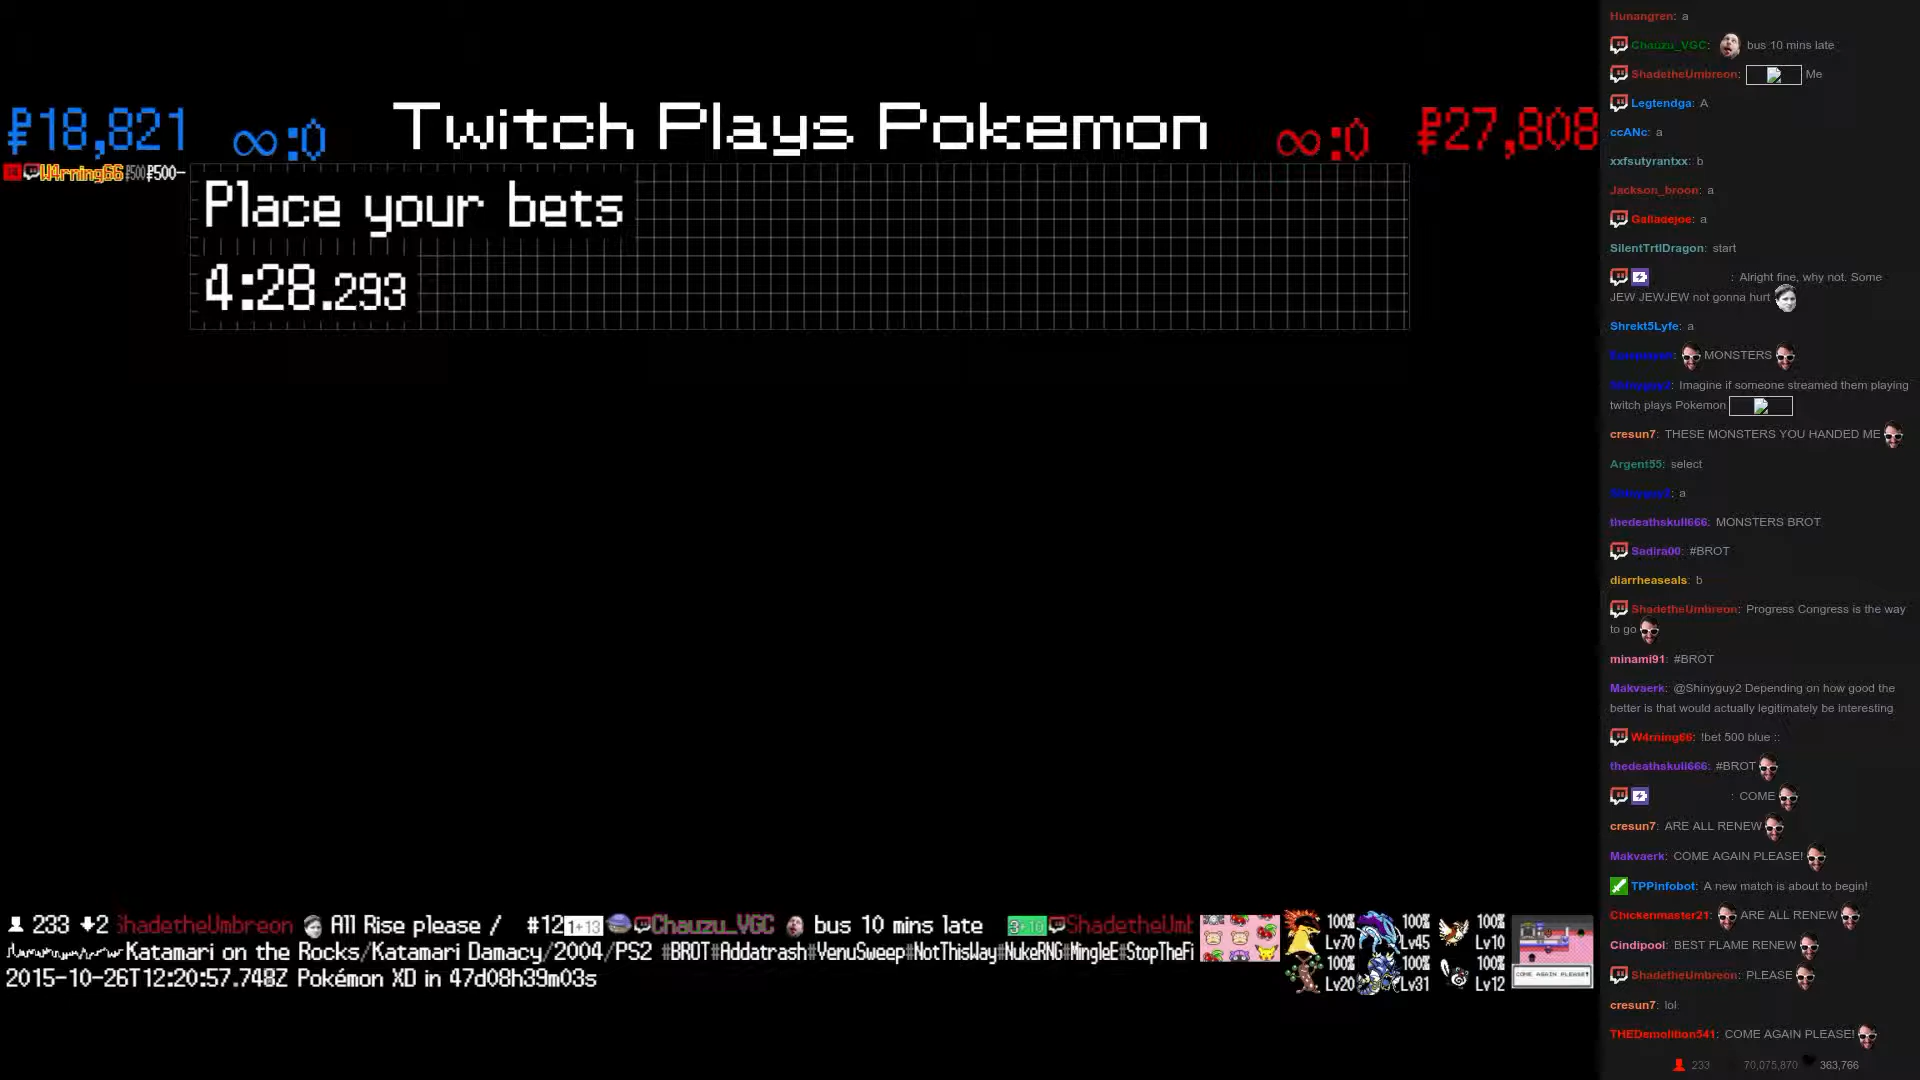 ₽18,821 ∞:0 Twitch Plays Pokemon ∞:0 ₽27,808
W4rning66 ₽500 ₽500-
Place your bets
4:28.293
233 2 ShadetheUmbreon All Rise please / #12 1+13 Chauzu_VGC bus 10 mins late 3+10 ShadetheUmb
Katamari on the Rocks/Katamari Damacy/2004/PS2 #BROT#Addatrash#VenuSweep#NotThisWay#NukeRNG#MingleE#StopTheFi
2015-10-26T12:20:57.748Z Pokémon XD in 47d08h39m03s
100% Lv70 100% Lv45 100% Lv10
100% Lv20 100% Lv31 100% Lv12
COME AGAIN PLEASE!
Hunangren: a
Chauzu_VGC: bus 10 mins late
ShadetheUmbreon: Me
Legtendga: A
ccANc: a
xxfsutyrantxx: b
Jackson_broon: a
Galladejoe: a
SilentTrtlDragon: start
: Alright fine, why not. Some
JEW JEWJEW not gonna hurt
Shrekt5Lyfe: a
: MONSTERS
Shinyguy2: Imagine if someone streamed them playing
twitch plays Pokemon
cresun7: THESE MONSTERS YOU HANDED ME
Argent55: select
Shinyguy2: a
thedeathskull666: MONSTERS BROT
Sadira00: #BROT
diarrheaseals: b
ShadetheUmbreon: Progress Congress is the way
to go
minami91: #BROT
Makvaerk: @Shinyguy2 Depending on how good the
better is that would actually legitimately be interesting
W4rning66: !bet 500 blue ::
thedeathskull666: #BROT
: COME
cresun7: ARE ALL RENEW
Makvaerk: COME AGAIN PLEASE!
TPPinfobot: A new match is about to begin!
Chickenmaster21: ARE ALL RENEW
Cindipool: BEST FLAME RENEW
ShadetheUmbreon: PLEASE
cresun7: lol
THEDemolition541: COME AGAIN PLEASE!
233 70,075,870 363,766